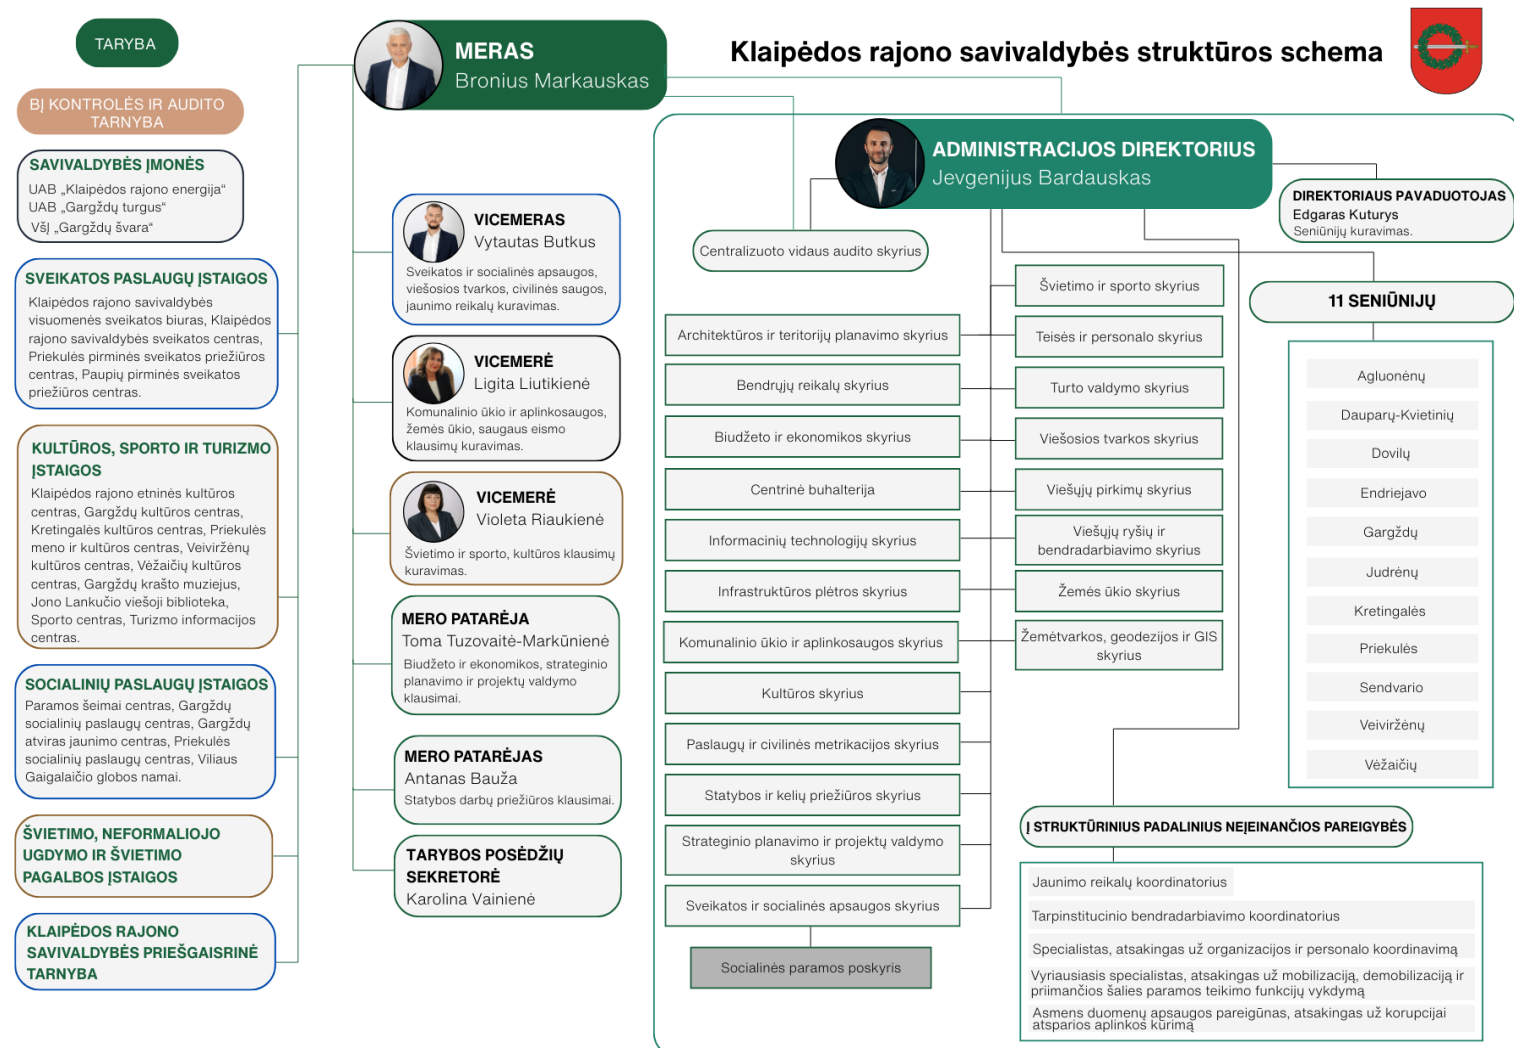 TARYBA
BĮ KONTROLĖS IR AUDITO
TARNYBA
SAVIVALDYBĖS ĮMONĖS
UAB „Klaipėdos rajono energija“
UAB „Gargždų turgus“
VšĮ „Gargždų švara“
SVEIKATOS PASLAUGŲ ĮSTAIGOS
Klaipėdos rajono savivaldybės
visuomenės sveikatos biuras, Klaipėdos
rajono savivaldybės sveikatos centras,
Priekulės pirminės sveikatos priežiūros
centras, Paupių pirminės sveikatos
priežiūros centras.
KULTŪROS, SPORTO IR TURIZMO
ĮSTAIGOS
Klaipėdos rajono etninės kultūros
centras, Gargždų kultūros centras,
Kretingalės kultūros centras, Priekulės
meno ir kultūros centras, Veiviržėnų
kultūros centras, Vėžaičių kultūros
centras, Gargždų krašto muziejus,
Jono Lankučio viešoji biblioteka,
Sporto centras, Turizmo informacijos
centras.
SOCIALINIŲ PASLAUGŲ ĮSTAIGOS
Paramos šeimai centras, Gargždų
socialinių paslaugų centras, Gargždų
atviras jaunimo centras, Priekulės
socialinių paslaugų centras, Viliaus
Gaigalaičio globos namai.
ŠVIETIMO, NEFORMALIOJO
UGDYMO IR ŠVIETIMO
PAGALBOS ĮSTAIGOS
KLAIPĖDOS RAJONO
SAVIVALDYBĖS PRIEŠGAISRINĖ
TARNYBA
MERAS
Bronius Markauskas
VICEMERAS
Vytautas Butkus
Sveikatos ir socialinės apsaugos,
viešosios tvarkos, civilinės saugos,
jaunimo reikalų kuravimas.
VICEMERĖ
Ligita Liutikienė
Komunalinio ūkio ir aplinkosaugos,
žemės ūkio, saugaus eismo
klausimų kuravimas.
VICEMERĖ
Violeta Riaukienė
Švietimo ir sporto, kultūros klausimų
kuravimas.
MERO PATARĖJA
Toma Tuzovaitė-Markūnienė
Biudžeto ir ekonomikos, strateginio
planavimo ir projektų valdymo
klausimai.
MERO PATARĖJAS
Antanas Bauža
Statybos darbų priežiūros klausimai.
TARYBOS POSĖDŽIŲ
SEKRETORĖ
Karolina Vainienė
Klaipėdos rajono savivaldybės struktūros schema
ADMINISTRACIJOS DIREKTORIUS
Jevgenijus Bardauskas
DIREKTORIAUS PAVADUOTOJAS
Edgaras Kuturys
Seniūnijų kuravimas.
Centralizuoto vidaus audito skyrius
Architektūros ir teritorijų planavimo skyrius
Bendrųjų reikalų skyrius
Biudžeto ir ekonomikos skyrius
Centrinė buhalterija
Informacinių technologijų skyrius
Infrastruktūros plėtros skyrius
Komunalinio ūkio ir aplinkosaugos skyrius
Kultūros skyrius
Paslaugų ir civilinės metrikacijos skyrius
Statybos ir kelių priežiūros skyrius
Strateginio planavimo ir projektų valdymo
skyrius
Sveikatos ir socialinės apsaugos skyrius
Socialinės paramos poskyris
Švietimo ir sporto skyrius
Teisės ir personalo skyrius
Turto valdymo skyrius
Viešosios tvarkos skyrius
Viešųjų pirkimų skyrius
Viešųjų ryšių ir
bendradarbiavimo skyrius
Žemės ūkio skyrius
Žemėtvarkos, geodezijos ir GIS
skyrius
11 SENIŪNIJŲ
Agluonėnų
Dauparų-Kvietinių
Dovilų
Endriejavo
Gargždų
Judrėnų
Kretingalės
Priekulės
Sendvario
Veiviržėnų
Vėžaičių
Į STRUKTŪRINIUS PADALINIUS NEĮEINANČIOS PAREIGYBĖS
Jaunimo reikalų koordinatorius
Tarpinstitucinio bendradarbiavimo koordinatorius
Specialistas, atsakingas už organizacijos ir personalo koordinavimą
Vyriausiasis specialistas, atsakingas už mobilizaciją, demobilizaciją ir
priimančios šalies paramos teikimo funkcijų vykdymą
Asmens duomenų apsaugos pareigūnas, atsakingas už korupcijai
atsparios aplinkos kūrimą